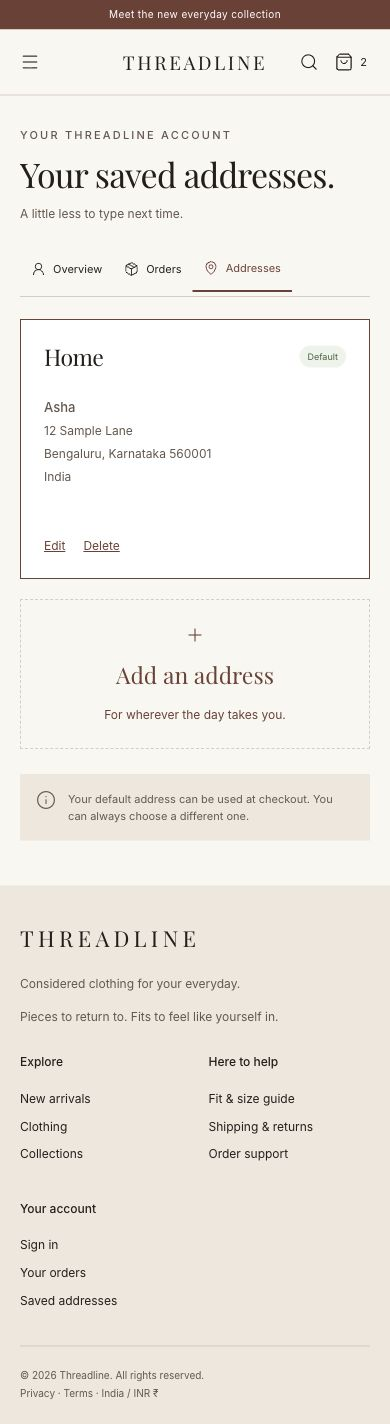 Meet the new everyday collection
THREADLINE
2
YOUR THREADLINE ACCOUNT
Your saved addresses.
A little less to type next time.
Overview
Orders
Addresses
Home
Default
Asha
12 Sample Lane
Bengaluru, Karnataka 560001
India
Edit
Delete
+
Add an address
For wherever the day takes you.
Your default address can be used at checkout. You
can always choose a different one.
THREADLINE
Considered clothing for your everyday.
Pieces to return to. Fits to feel like yourself in.
Explore
New arrivals
Clothing
Collections
Here to help
Fit & size guide
Shipping & returns
Order support
Your account
Sign in
Your orders
Saved addresses
© 2026 Threadline. All rights reserved.
Privacy · Terms · India / INR ₹